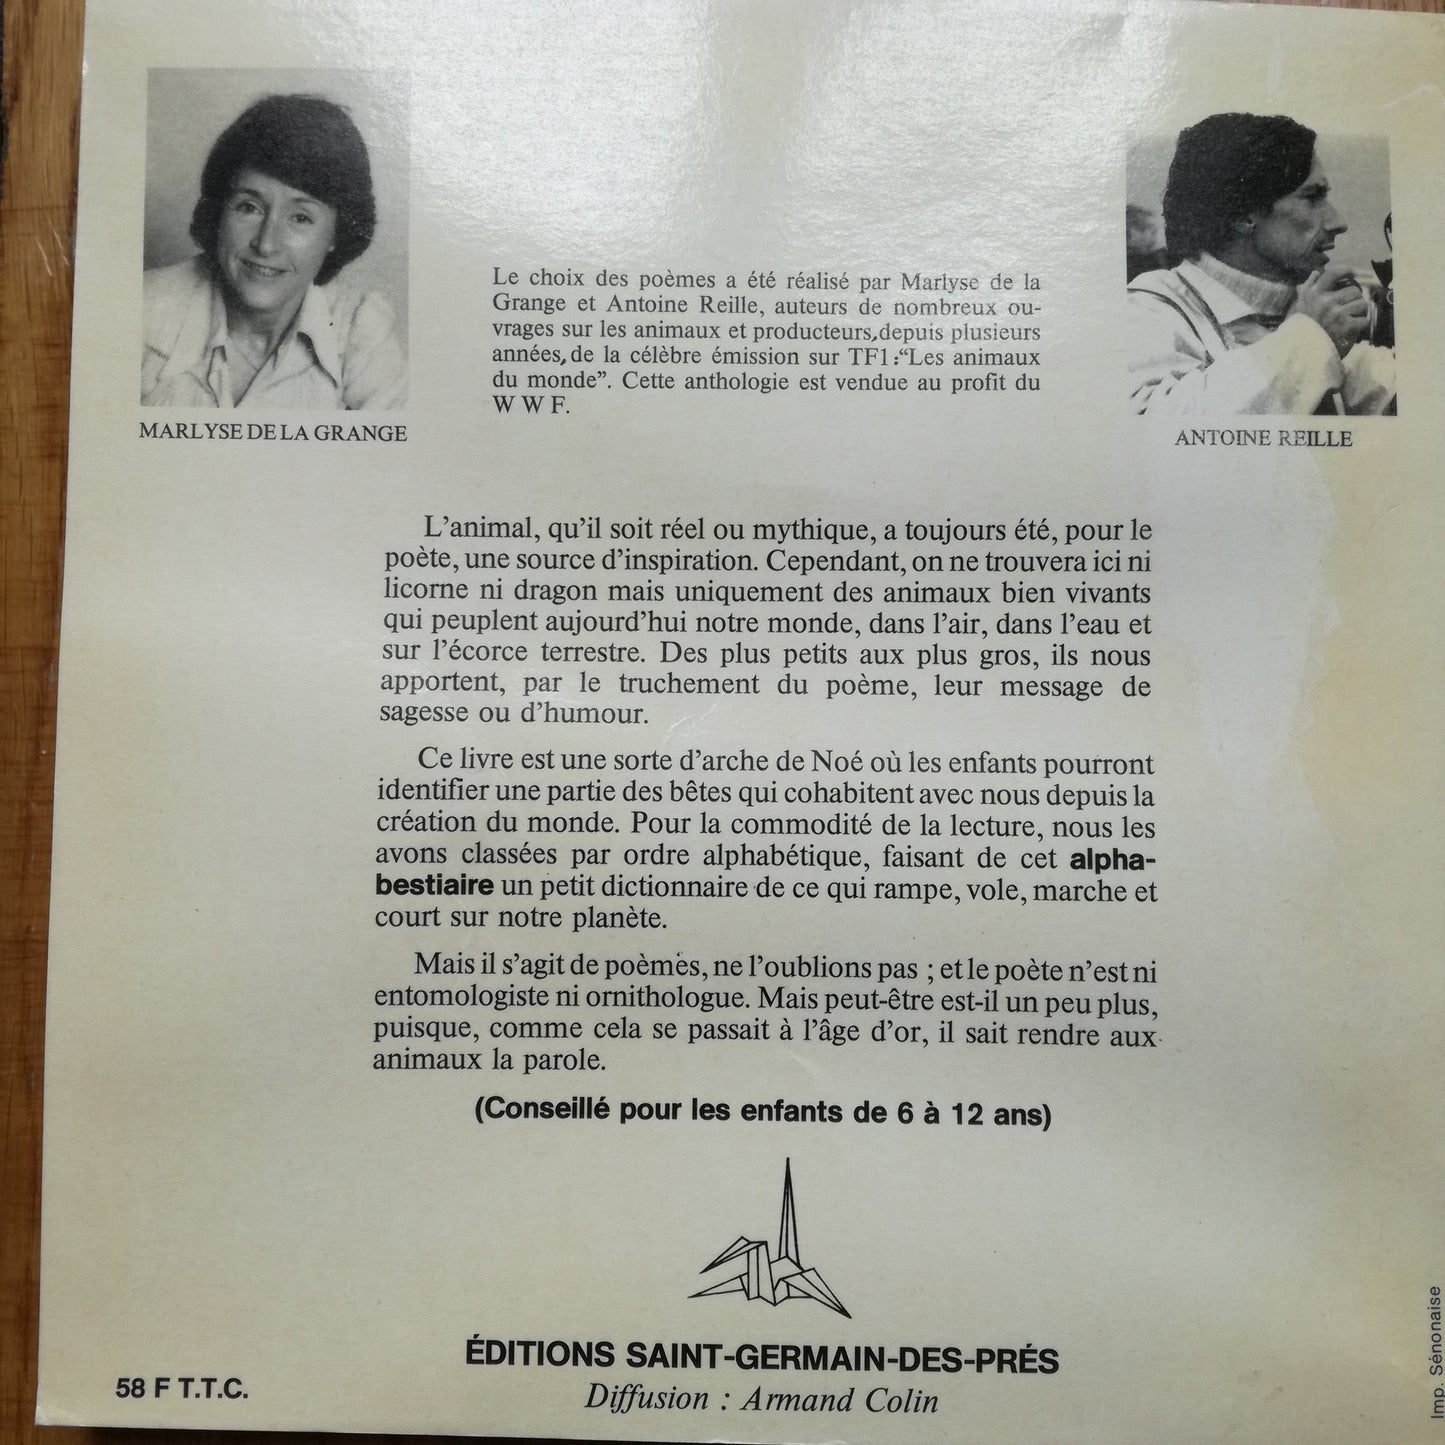 Le choix des poèmes a été réalisé par Marlyse de la
Grange et Antoine Reille, auteurs de nombreux ou-
vrages sur les animaux et producteurs, depuis plusieurs
années, de la célèbre émission sur TF1 : “Les animaux
du monde”. Cette anthologie est vendue au profit du
W W F.
MARLYSE DE LA GRANGE
ANTOINE REILLE
L’animal, qu’il soit réel ou mythique, a toujours été, pour le
poète, une source d’inspiration. Cependant, on ne trouvera ici ni
licorne ni dragon mais uniquement des animaux bien vivants
qui peuplent aujourd’hui notre monde, dans l’air, dans l’eau et
sur l’écorce terrestre. Des plus petits aux plus gros, ils nous
apportent, par le truchement du poème, leur message de
sagesse ou d’humour.
Ce livre est une sorte d’arche de Noé où les enfants pourront
identifier une partie des bêtes qui cohabitent avec nous depuis la
création du monde. Pour la commodité de la lecture, nous les
avons classées par ordre alphabétique, faisant de cet alpha-
bestiaire un petit dictionnaire de ce qui rampe, vole, marche et
court sur notre planète.
Mais il s’agit de poèmes, ne l’oublions pas ; et le poète n’est ni
entomologiste ni ornithologue. Mais peut-être est-il un peu plus,
puisque, comme cela se passait à l’âge d’or, il sait rendre aux
animaux la parole.
(Conseillé pour les enfants de 6 à 12 ans)
ÉDITIONS SAINT-GERMAIN-DES-PRÉS
Diffusion : Armand Colin
58 F T.T.C.
Imp. Sénonaise